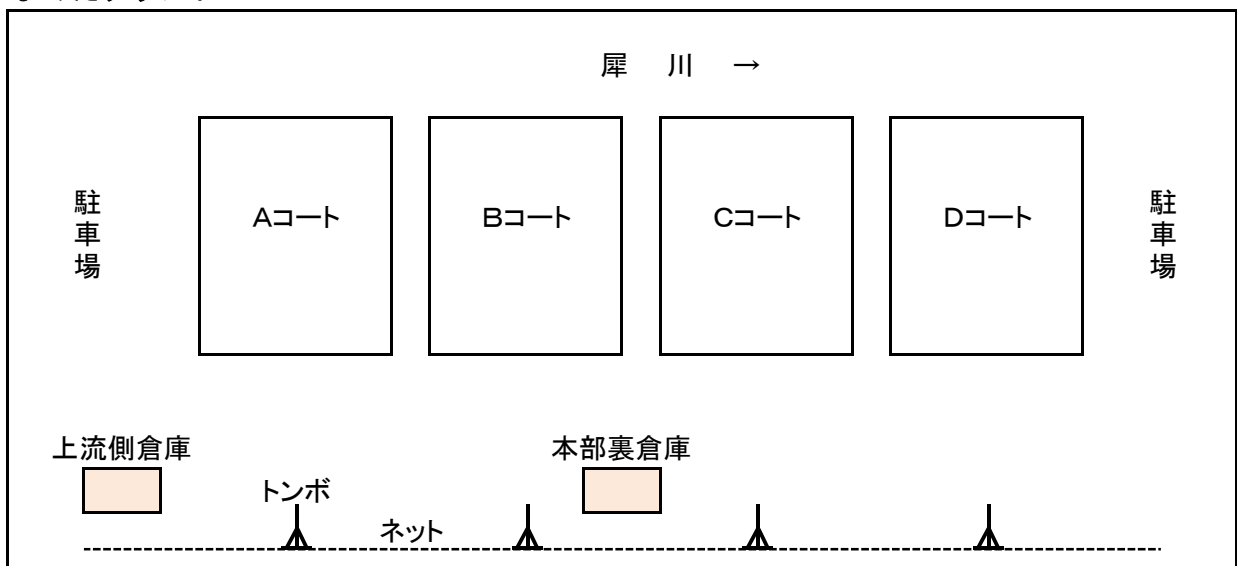 犀　川　→
駐車場
Aコート
Bコート
Cコート
Dコート
駐車場
上流側倉庫
本部裏倉庫
トンボ
ネット